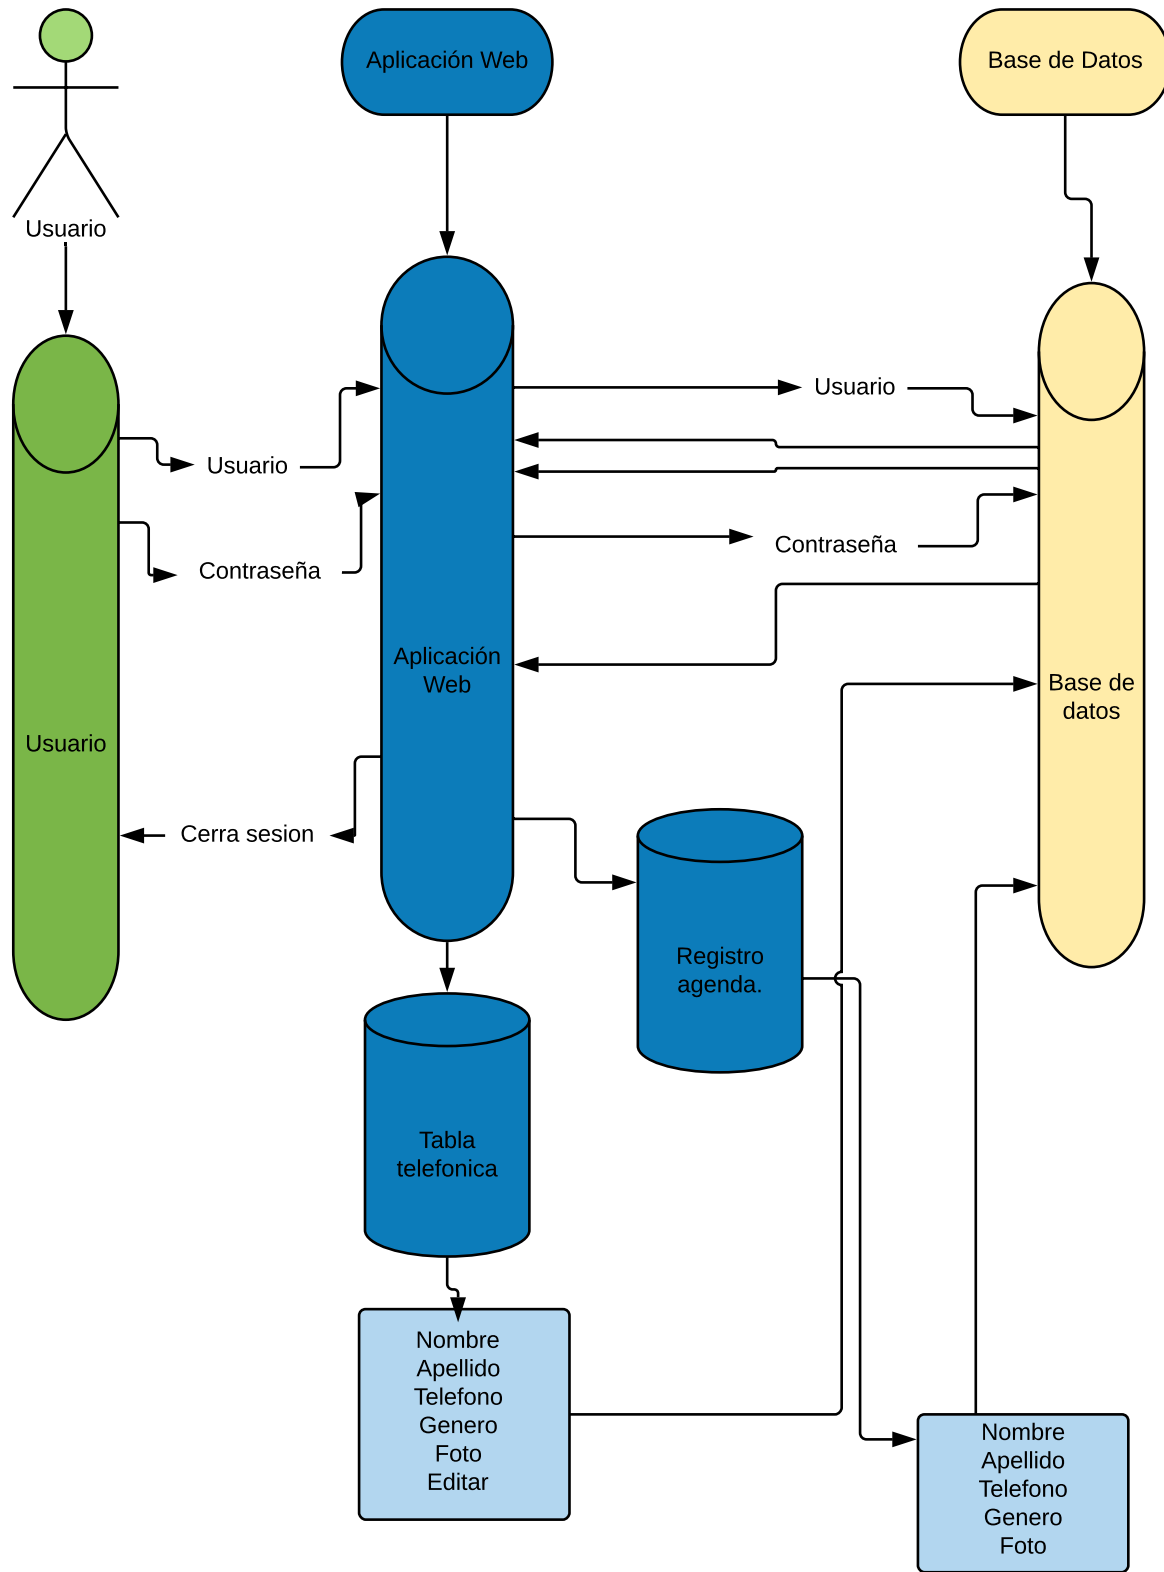 Aplicación Web
Base de Datos
Usuario
Usuario
Usuario
Contraseña
Contraseña
Aplicación
Web
Base de
datos
Usuario
Cerra sesion
Registro
agenda.
Tabla
telefonica
Nombre
Apellido
Telefono
Genero
Foto
Editar
Nombre
Apellido
Telefono
Genero
Foto